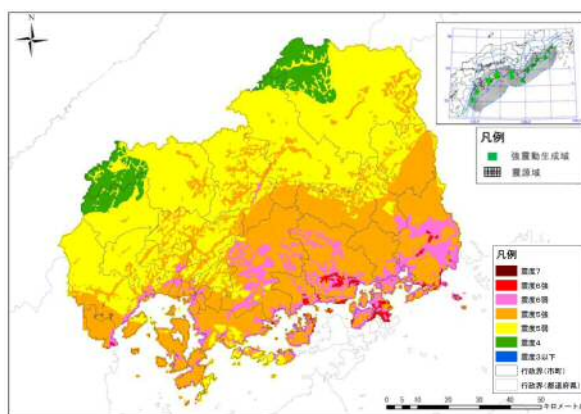 N
凡例
強震動生成域
震源域
凡例
震度7
震度6強
震度6弱
震度5強
震度5弱
震度4
震度3以下
行政界(市町)
行政界(都道府県)
0 5 10 20 30 40 50
キロメートル